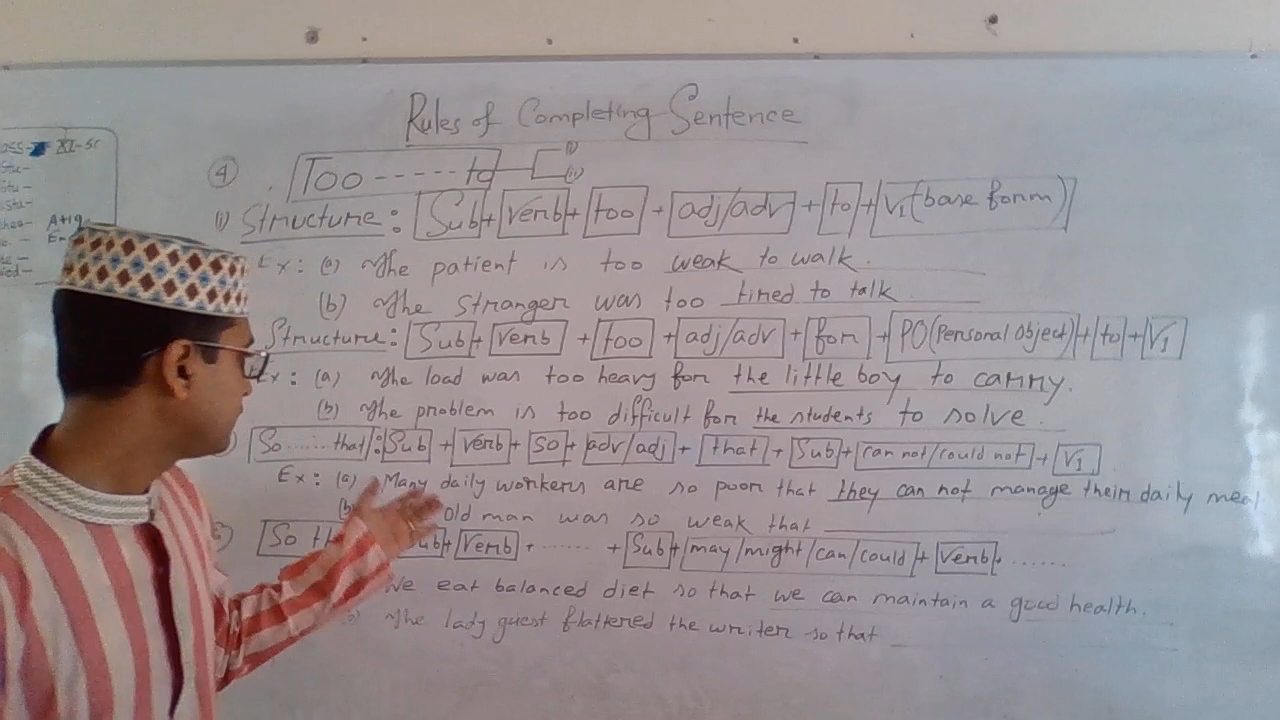 Rules of Completing Sentence
④ Too ----- to (i)
(ii)
(i) Structure: Sub + verb + too + adj/adv + to + V1 (base form)
Ex: (a) The patient is too weak to walk.
(b) The stranger was too tired to talk
Structure: Sub + verb + too + adj/adv + for + PO (Personal Object) + to + V1
Ex: (a) The load was too heavy for the little boy to carry.
(b) The problem is too difficult for the students to solve.
So ...... that: Sub + verb + so + adv/adj + that + Sub + can not/could not + V1
Ex: (a) Many daily workers are so poor that they can not manage their daily meal
(b) old man was so weak that
So Sub + Verb + ...... + Sub + may/might/can/could + verb + ......
We eat balanced diet so that we can maintain a good health.
The lady guest flattered the writer so that
XI-sc